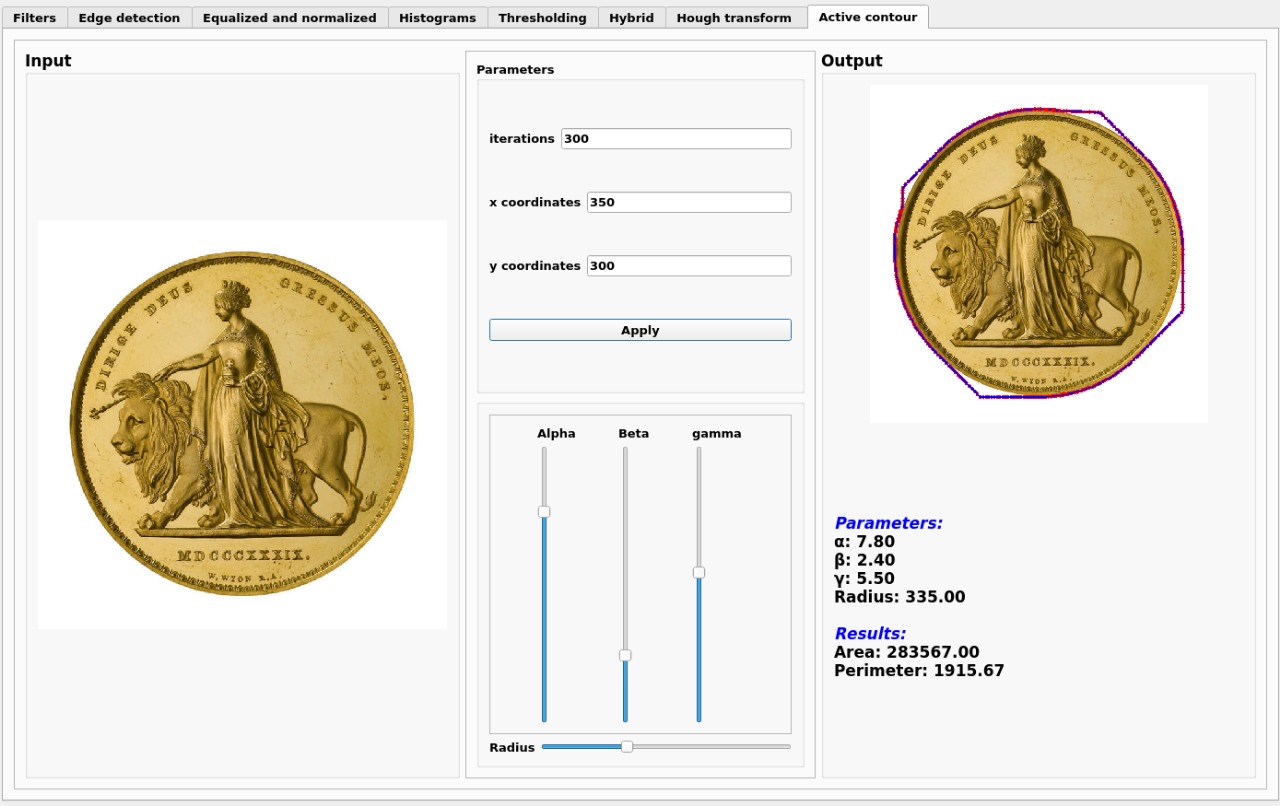 Filters Edge detection Equalized and normalized Histograms Thresholding Hybrid Hough transform Active contour
Input
DIRIGE DEUS GRESSUS MEOS.
MDCCCXXXIX.
W. WYON R.A.
Parameters
iterations 300
x coordinates 350
y coordinates 300
Apply
Alpha Beta gamma
Radius
Output
DIRIGE DEUS GRESSUS MEOS.
MDCCCXXXIX.
W. WYON R.A.
Parameters:
α: 7.80
β: 2.40
γ: 5.50
Radius: 335.00
Results:
Area: 283567.00
Perimeter: 1915.67